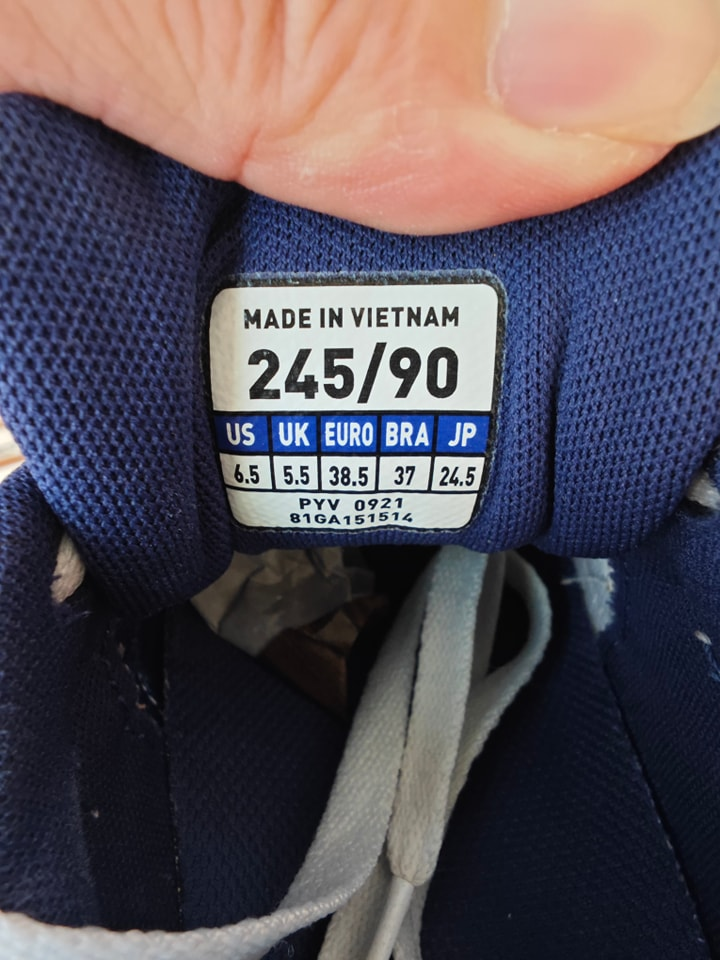 MADE IN VIETNAM
245/90
US UK EURO BRA JP
6.5 5.5 38.5 37 24.5
PYV 0921
81GA151514